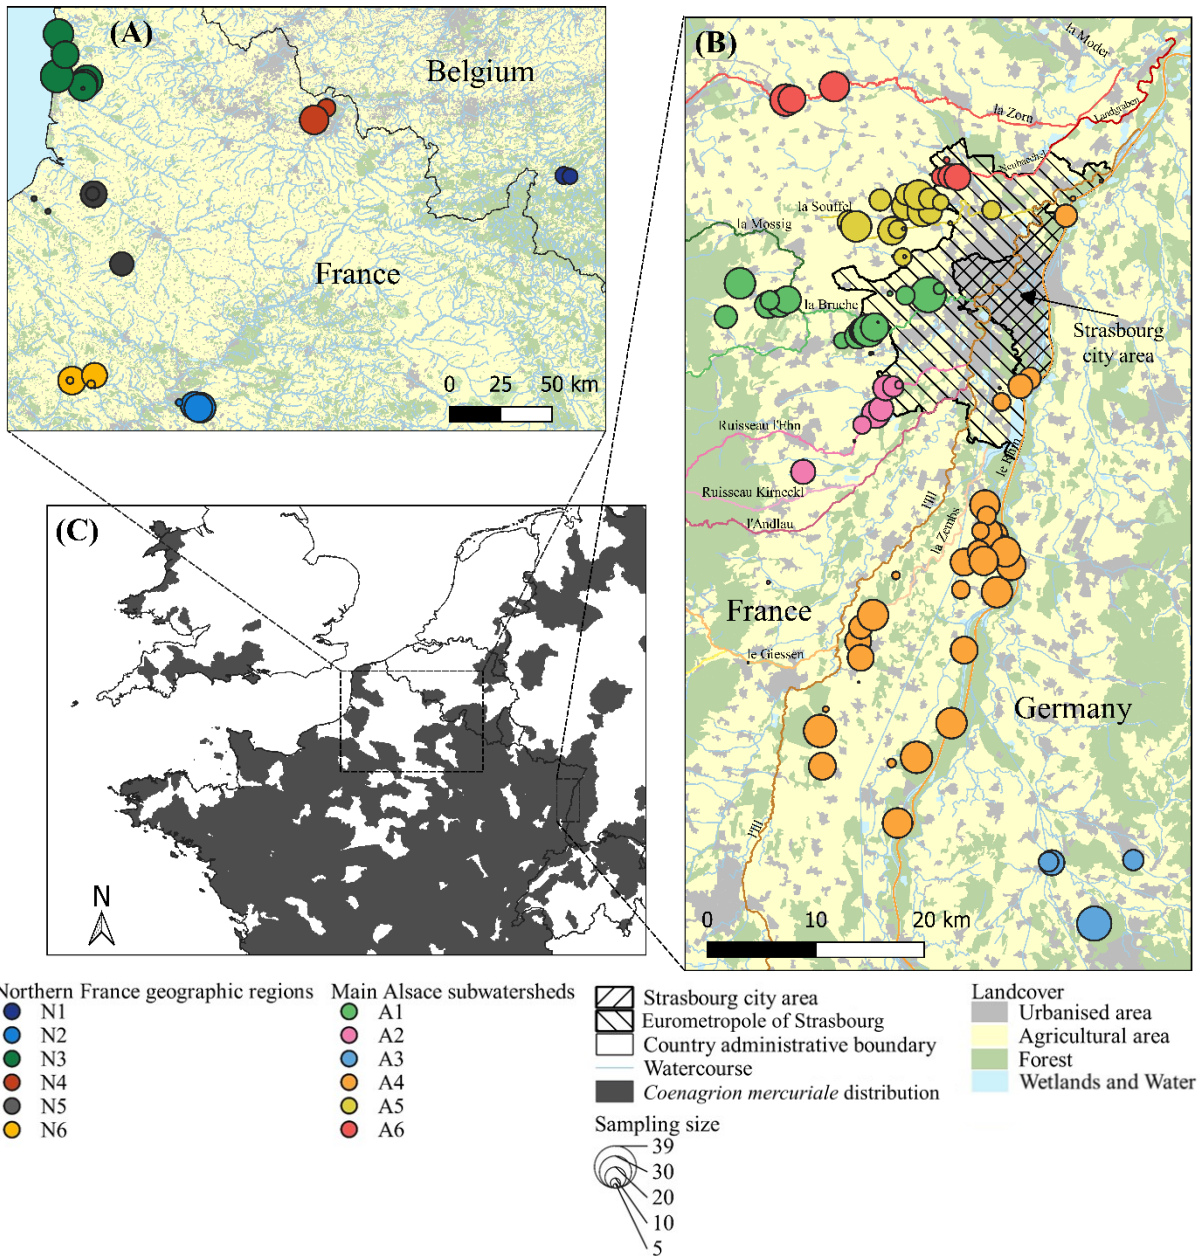 (A)
Belgium
France
0 25 50 km
(B)
la Moder
la Zorn
Landgraben
Neubaechel
la Souffel
la Mossig
la Bruche
Strasbourg
city area
Ruisseau l'Ehn
le Rhin
Ruisseau Kirneckl
l'Andlau
l'Ill
la Zembs
France
le Giessen
Germany
l'Ill
0 10 20 km
(C)
N
Northern France geographic regions
N1
N2
N3
N4
N5
N6
Main Alsace subwatersheds
A1
A2
A3
A4
A5
A6
Strasbourg city area
Eurometropole of Strasbourg
Country administrative boundary
Watercourse
Coenagrion mercuriale distribution
Sampling size
39
30
20
10
5
Landcover
Urbanised area
Agricultural area
Forest
Wetlands and Water